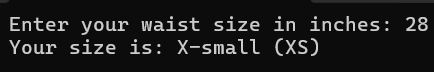 Enter your waist size in inches: 28
Your size is: X-small (XS)